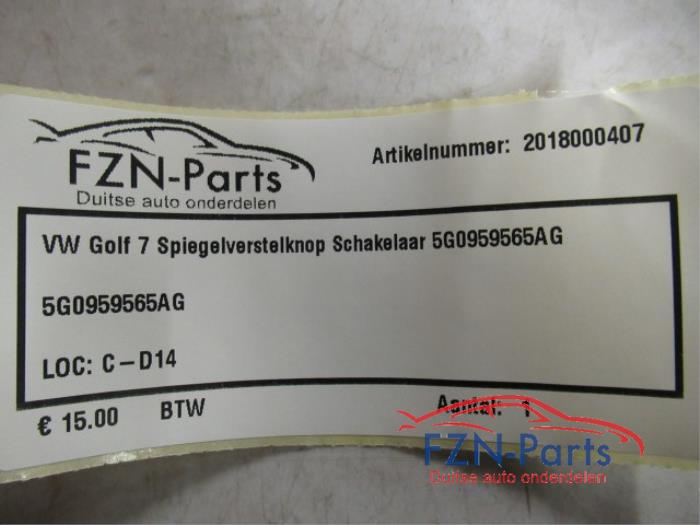 FZN-Parts
Duitse auto onderdelen
Artikelnummer: 2018000407
VW Golf 7 Spiegelverstelknop Schakelaar 5G0959565AG
5G0959565AG
LOC: C-D14
€ 15.00 BTW Aantal: 1
FZN-Parts
Duitse auto onderdelen